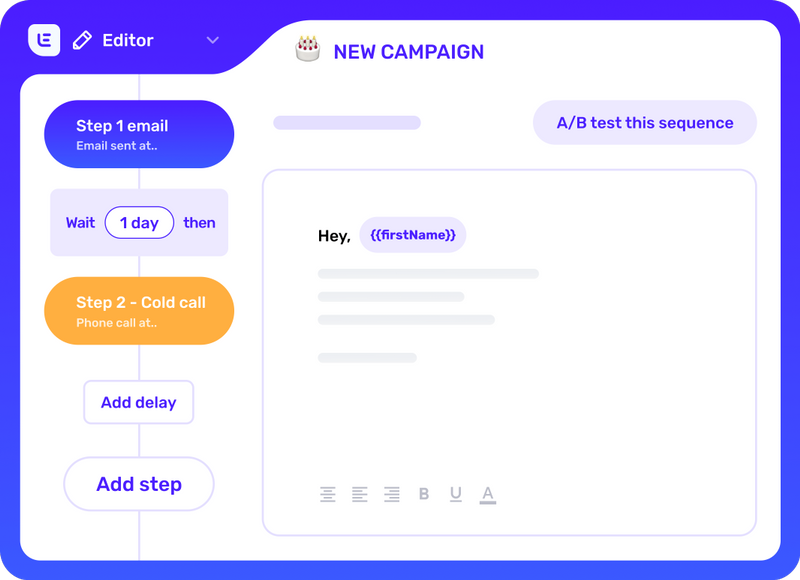 Editor
NEW CAMPAIGN
Step 1 email
Email sent at..
Wait 1 day then
Step 2 - Cold call
Phone call at..
Add delay
Add step
A/B test this sequence
Hey, {{firstName}}
B U A